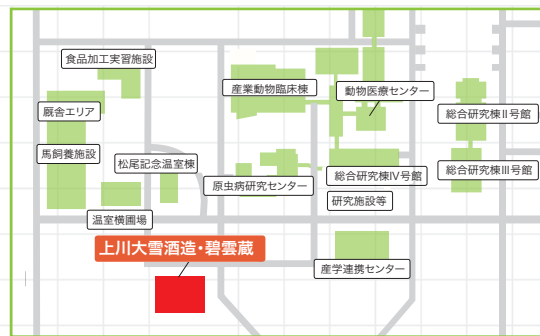 食品加工実習施設
産業動物臨床棟
動物医療センター
厩舎エリア
総合研究棟Ⅱ号館
馬飼養施設
松尾記念温室棟
原虫病研究センター
総合研究棟Ⅳ号館
総合研究棟Ⅲ号館
研究施設等
温室横圃場
上川大雪酒造・碧雲蔵
産学連携センター